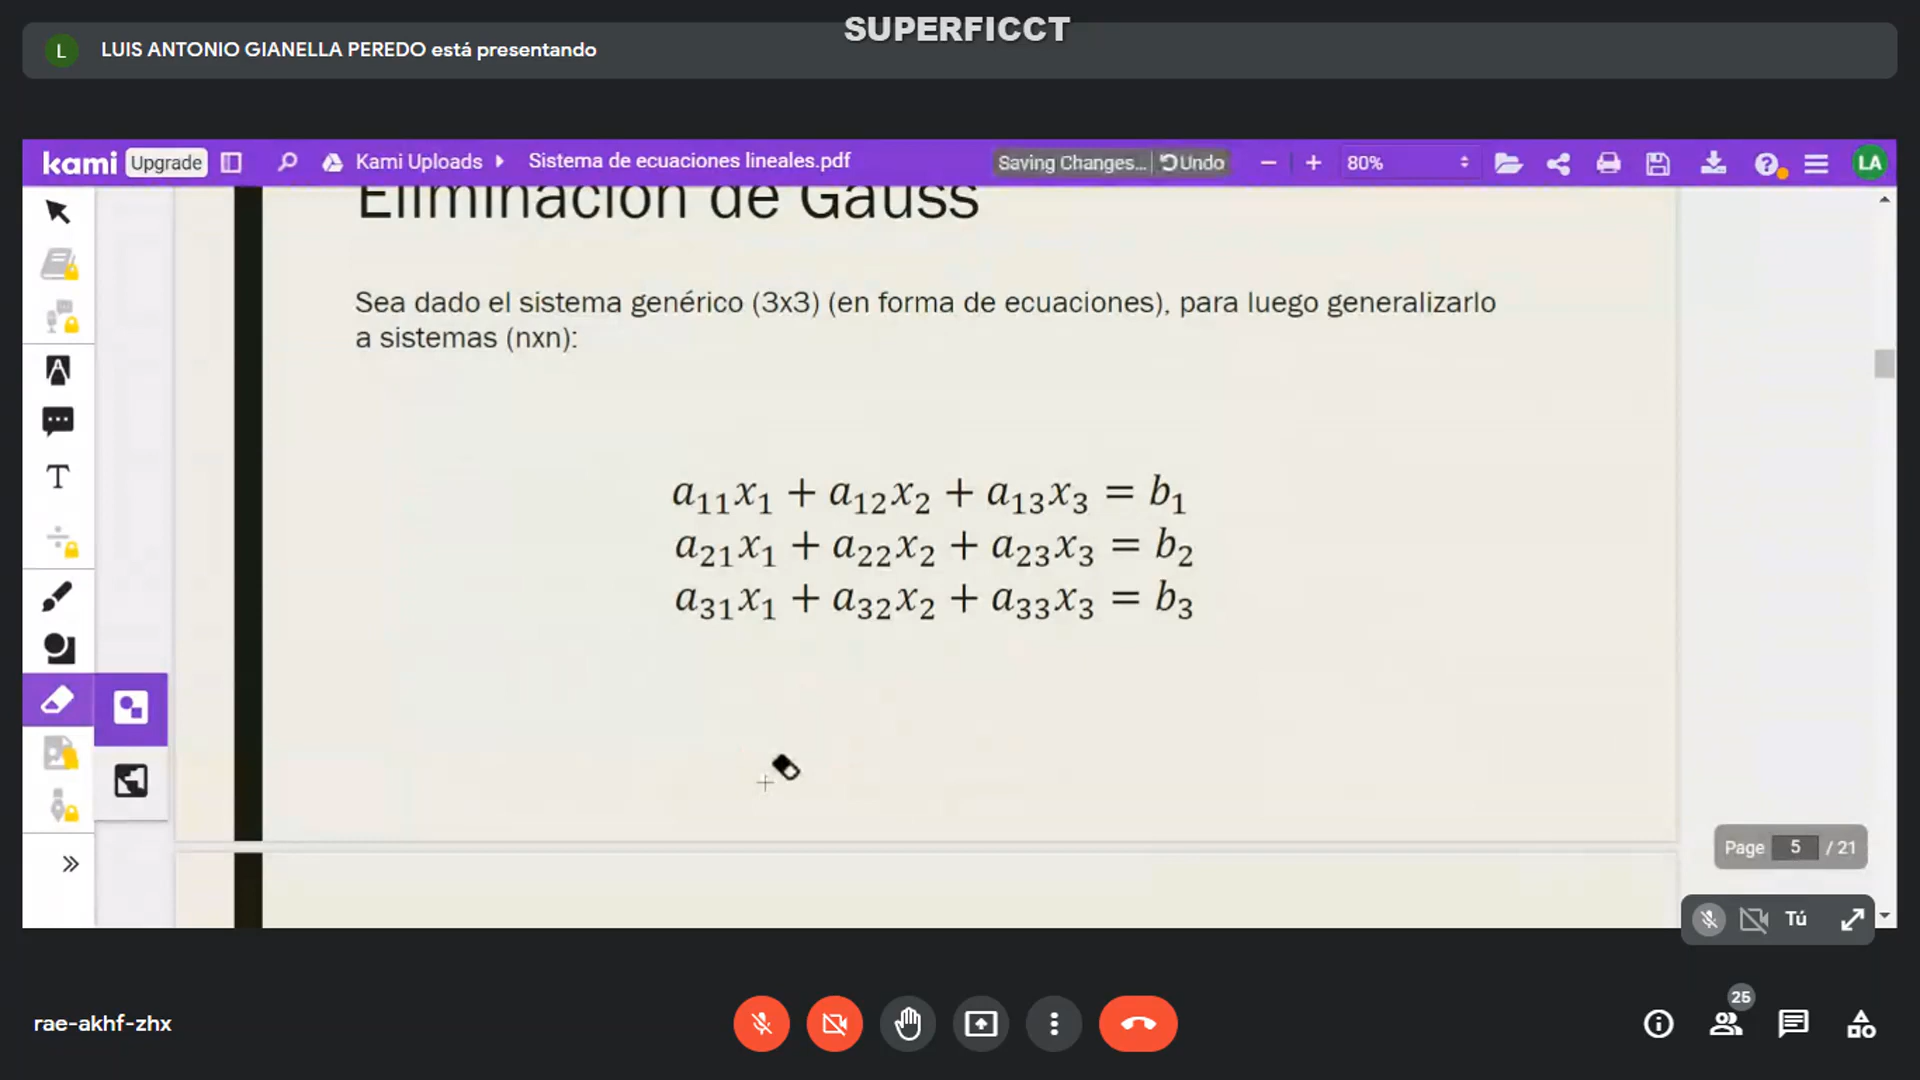 SUPERFICCT
L LUIS ANTONIO GIANELLA PEREDO está presentando
kami Upgrade Kami Uploads Sistema de ecuaciones lineales.pdf Saving Changes... Undo − + 80% LA
Eliminación de Gauss
Sea dado el sistema genérico (3x3) (en forma de ecuaciones), para luego generalizarlo
a sistemas (nxn):
a₁₁x₁ + a₁₂x₂ + a₁₃x₃ = b₁
a₂₁x₁ + a₂₂x₂ + a₂₃x₃ = b₂
a₃₁x₁ + a₃₂x₂ + a₃₃x₃ = b₃
Page 5 / 21
Tú
25
rae-akhf-zhx